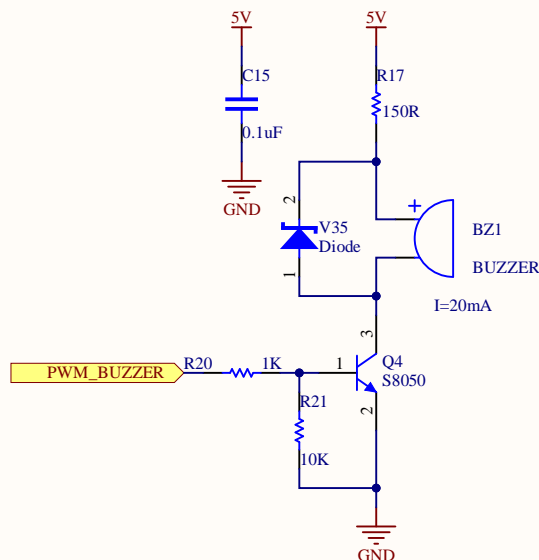 5V
5V
C15
R17
0.1uF
150R
GND
2
V35
Diode
1
BZ1
BUZZER
I=20mA
3
PWM_BUZZER
R20
1K
1
Q4
S8050
R21
2
10K
GND